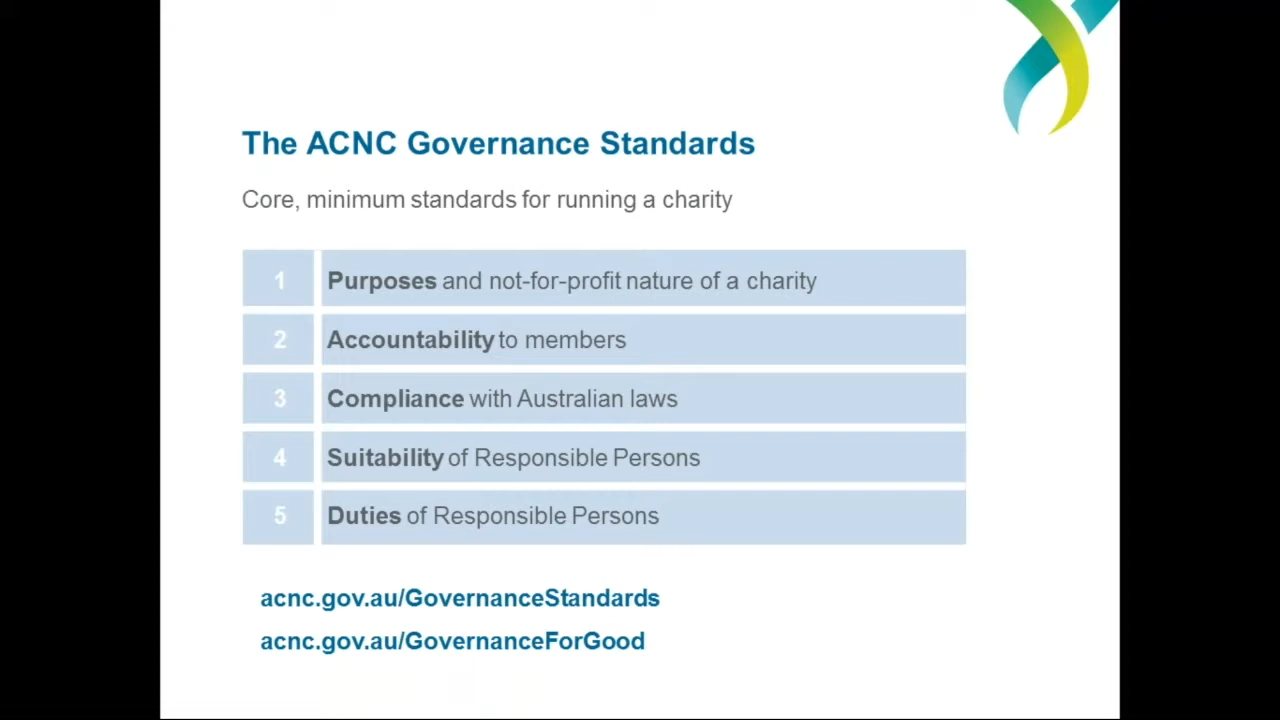 The ACNC Governance Standards
Core, minimum standards for running a charity
1 Purposes and not-for-profit nature of a charity
2 Accountability to members
3 Compliance with Australian laws
4 Suitability of Responsible Persons
5 Duties of Responsible Persons
acnc.gov.au/GovernanceStandards
acnc.gov.au/GovernanceForGood